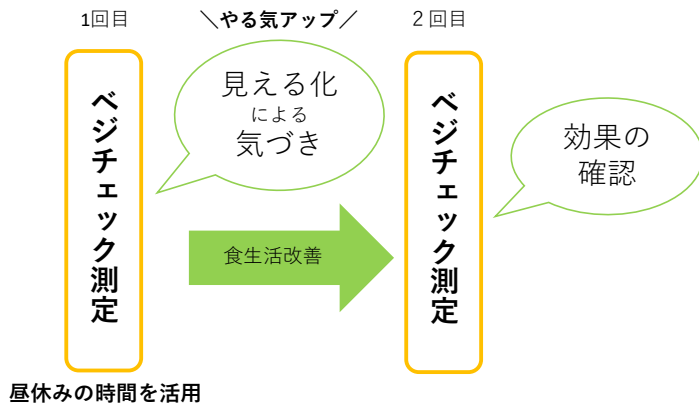 1回目
＼やる気アップ／
２回目
ベジチェック測定
見える化
による
気づき
食生活改善
ベジチェック測定
効果の
確認
昼休みの時間を活用